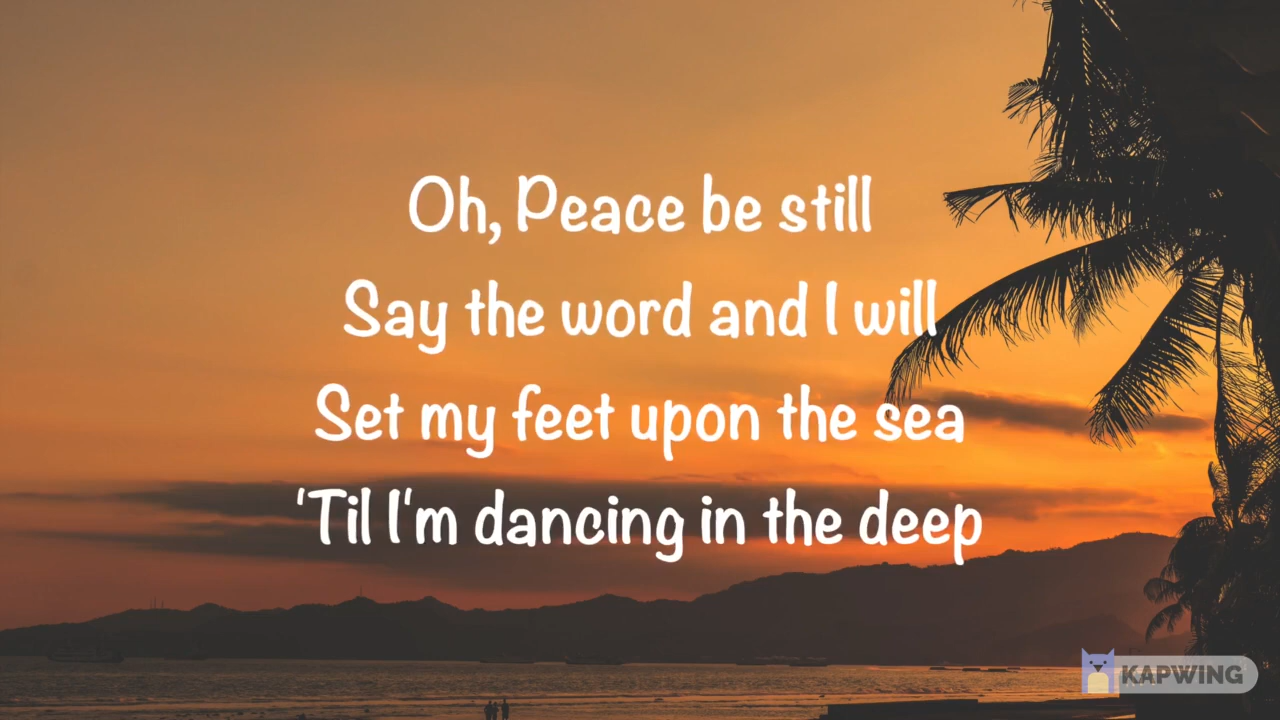 Oh, Peace be still
Say the word and I will
Set my feet upon the sea
'Til I'm dancing in the deep
KAPWING